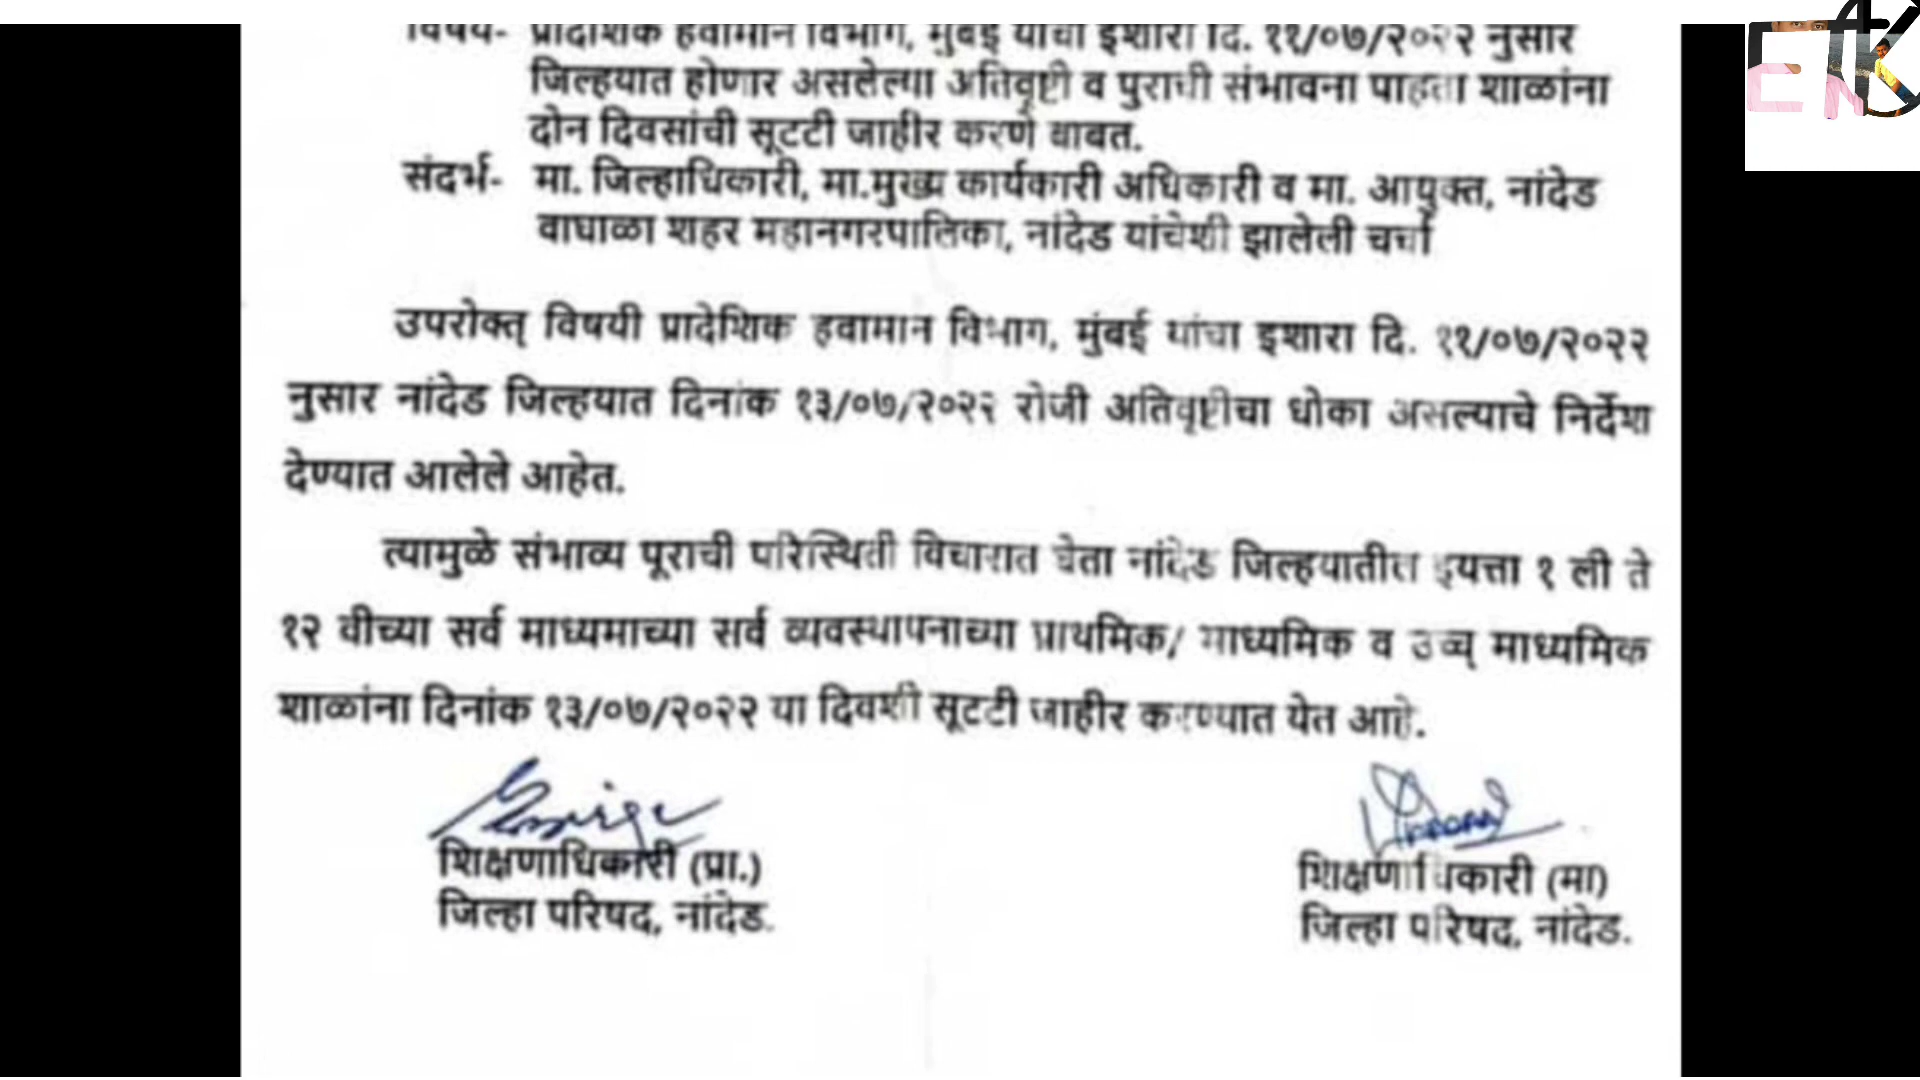 विषय- प्रादेशिक हवामान विभाग, मुंबई यांचा इशारा दि. ११/०७/२०२२ नुसार
जिल्हयात होणार असलेल्या अतिवृष्टी व पुराची संभावना पाहता शाळांना
दोन दिवसांची सूटटी जाहीर करणे बाबत.
संदर्भ- मा. जिल्हाधिकारी, मा.मुख्य कार्यकारी अधिकारी व मा. आयुक्त, नांदेड
वाघाळा शहर महानगरपालिका, नांदेड यांचेशी झालेली चर्चा
उपरोक्त् विषयी प्रादेशिक हवामान विभाग, मुंबई यांचा इशारा दि. ११/०७/२०२२
नुसार नांदेड जिल्हयात दिनांक १३/०७/२०२२ रोजी अतिवृष्टीचा धोका असल्याचे निर्देश
देण्यात आलेले आहेत.
त्यामुळे संभाव्य पूराची परिस्थिती विचारात घेता नांदेड जिल्हयातील इयत्ता १ ली ते
१२ वीच्या सर्व माध्यमाच्या सर्व व्यवस्थापनाच्या प्राथमिक/ माध्यमिक व उच्च् माध्यमिक
शाळांना दिनांक १३/०७/२०२२ या दिवशी सूटटी जाहीर करण्यात येत आहे.
शिक्षणाधिकारी (प्रा.)
जिल्हा परिषद, नांदेड.
शिक्षणाधिकारी (मा)
जिल्हा परिषद, नांदेड.